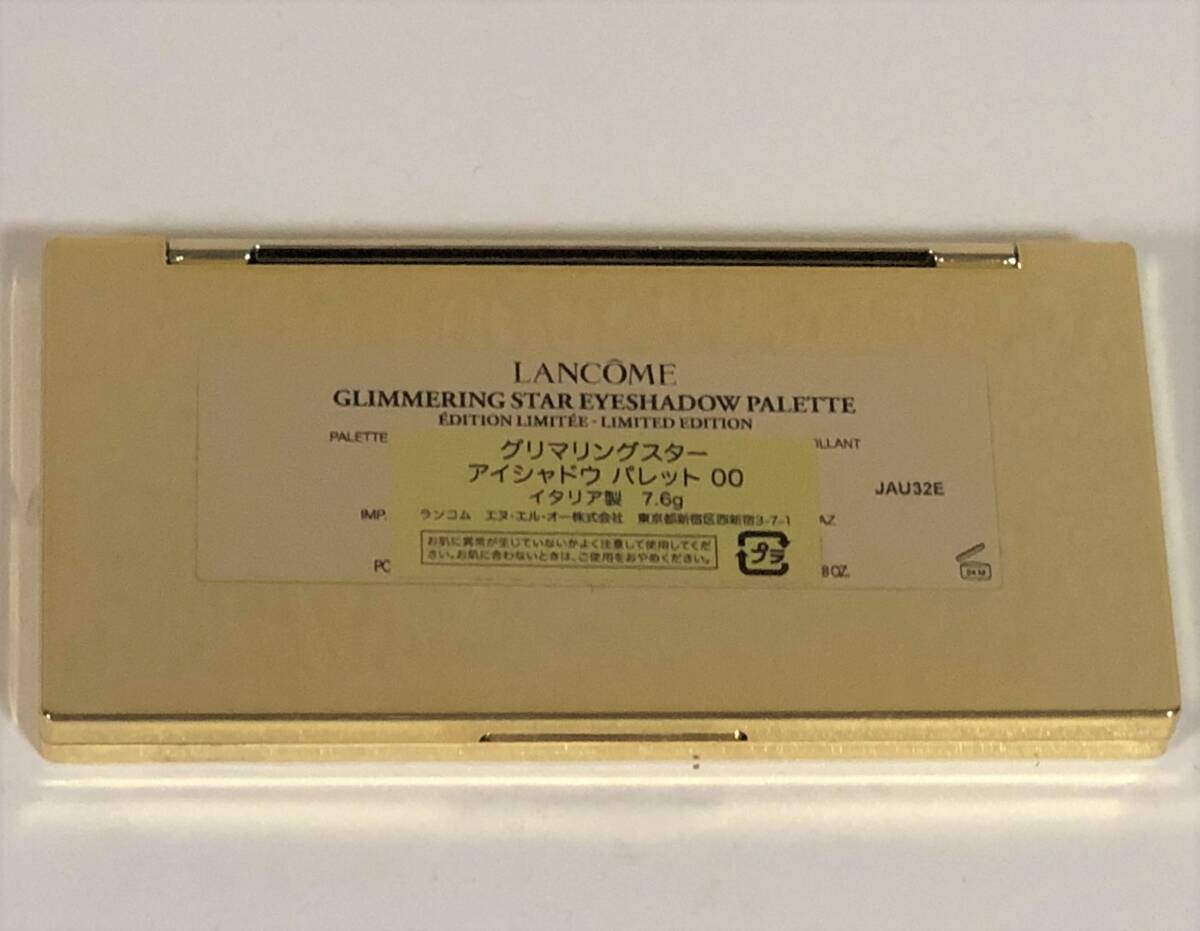 LANCÔME
GLIMMERING STAR EYESHADOW PALETTE
ÉDITION LIMITÉE - LIMITED EDITION
PALETTE
ILLANT
グリマリングスター
アイシャドウ パレット 00
JAU32E
イタリア製 7.6g
IMP.
ランコム エヌ・エル・オー株式会社 東京都新宿区西新宿3-7-1
AZ.
お肌に異常が生じていないかよく注意して使用してくだ
さい。お肌に合わないときは、ご使用をおやめください。
プラ
PC
8 OZ.
24 M